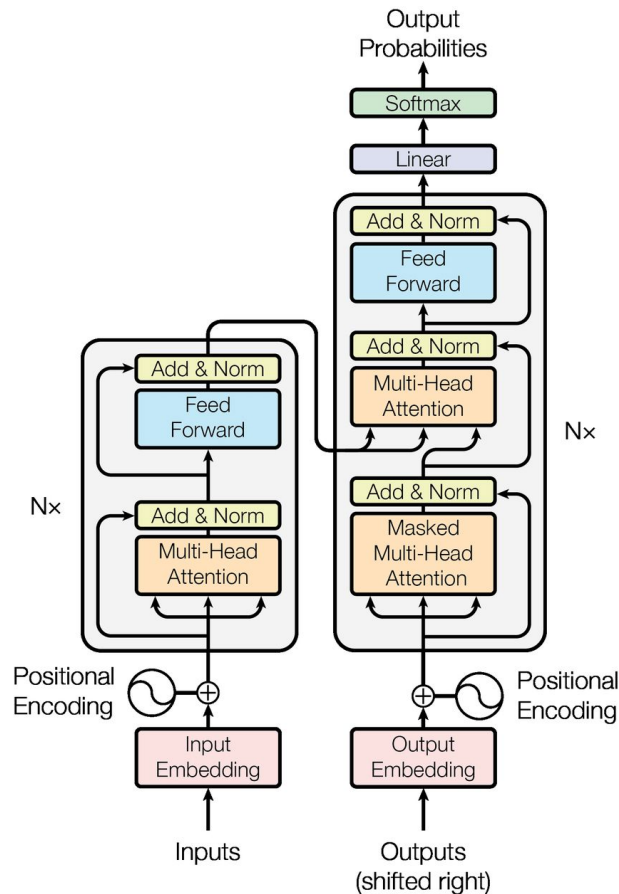 Output
Probabilities
Softmax
Linear
Add & Norm
Feed
Forward
Add & Norm
Multi-Head
Attention
Add & Norm
Masked
Multi-Head
Attention
N×
Add & Norm
Feed
Forward
Add & Norm
Multi-Head
Attention
N×
Positional
Encoding
Positional
Encoding
Input
Embedding
Output
Embedding
Inputs
Outputs
(shifted right)